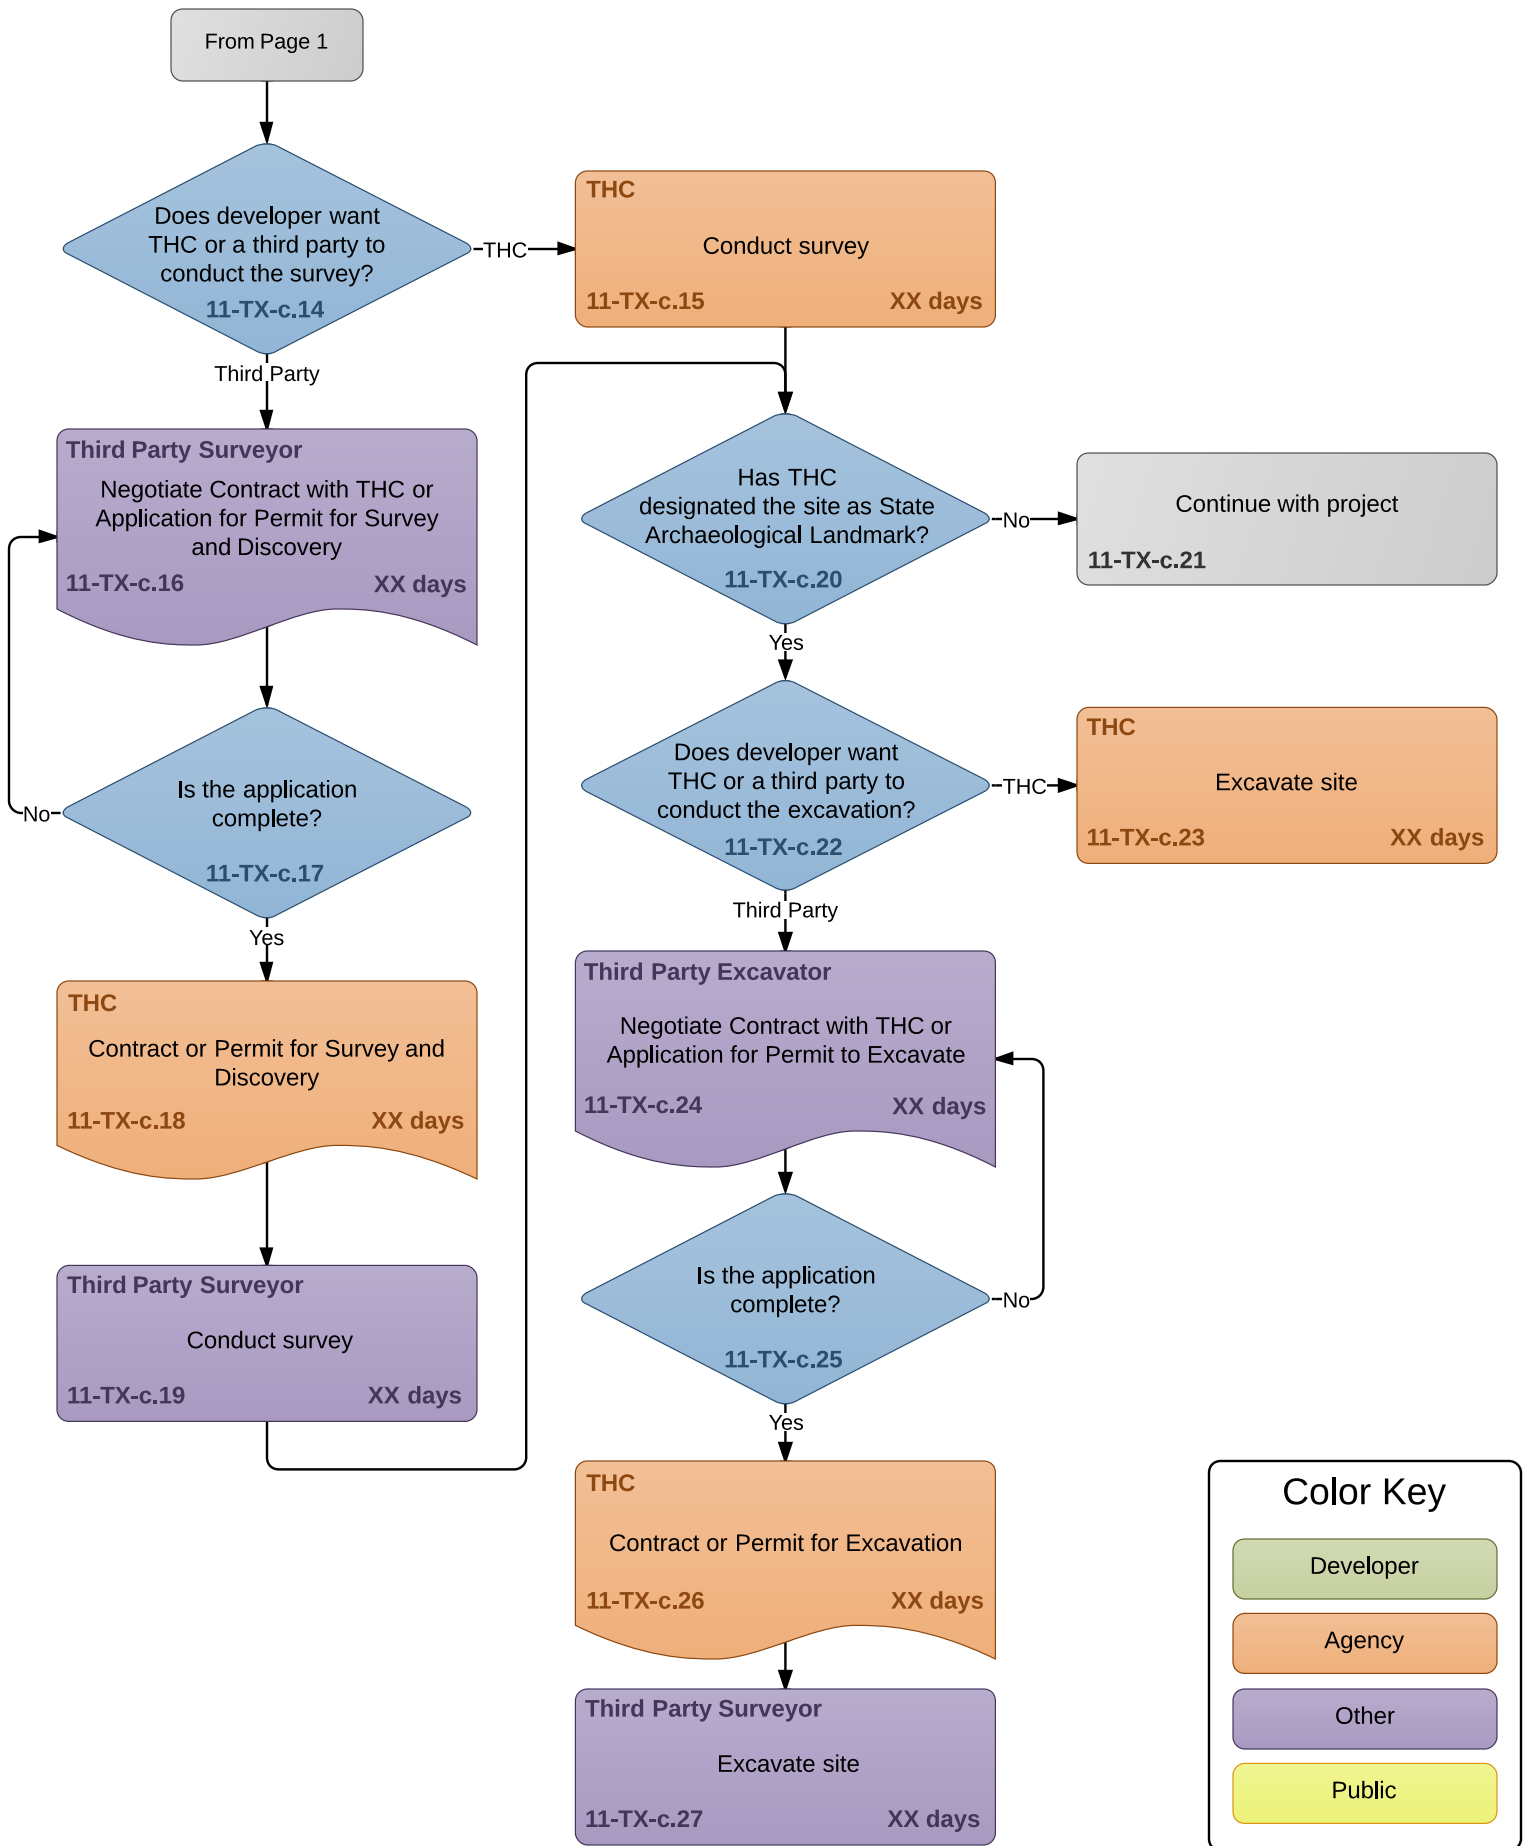 From Page 1
Does developer want
THC or a third party to
conduct the survey?
11-TX-c.14
THC
THC
Conduct survey
11-TX-c.15
XX days
Third Party
Third Party Surveyor
Negotiate Contract with THC or
Application for Permit for Survey
and Discovery
11-TX-c.16
XX days
Is the application
complete?
11-TX-c.17
No
Yes
THC
Contract or Permit for Survey and
Discovery
11-TX-c.18
XX days
Third Party Surveyor
Conduct survey
11-TX-c.19
XX days
Has THC
designated the site as State
Archaeological Landmark?
11-TX-c.20
No
Continue with project
11-TX-c.21
Yes
Does developer want
THC or a third party to
conduct the excavation?
11-TX-c.22
THC
THC
Excavate site
11-TX-c.23
XX days
Third Party
Third Party Excavator
Negotiate Contract with THC or
Application for Permit to Excavate
11-TX-c.24
XX days
Is the application
complete?
11-TX-c.25
No
Yes
THC
Contract or Permit for Excavation
11-TX-c.26
XX days
Third Party Surveyor
Excavate site
11-TX-c.27
XX days
Color Key
Developer
Agency
Other
Public